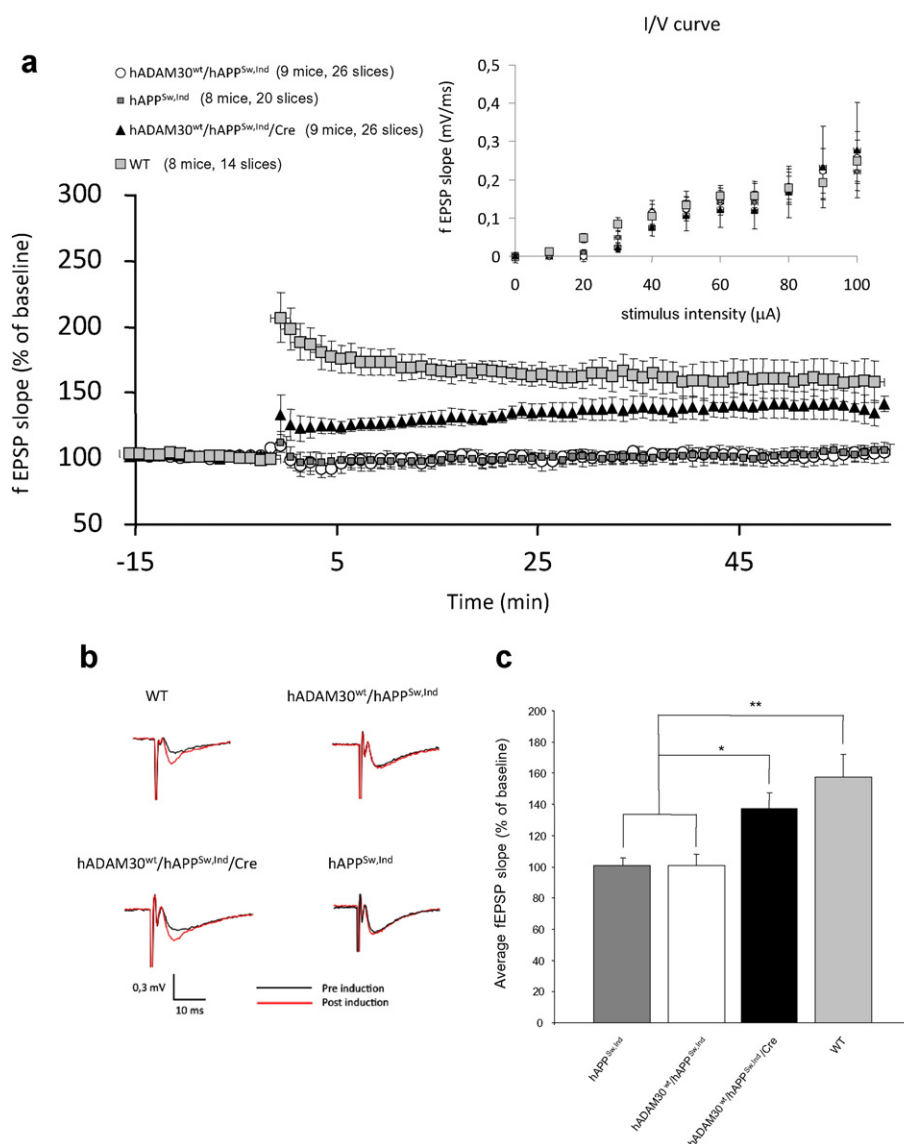 I/V curve
a
hADAM30wt/hAPPSw,Ind (9 mice, 26 slices)
hAPPSw,Ind (8 mice, 20 slices)
hADAM30wt/hAPPSw,Ind/Cre (9 mice, 26 slices)
WT (8 mice, 14 slices)
f EPSP slope (mV/ms)
0,5
0,4
0,3
0,2
0,1
0
0 20 40 60 80 100
stimulus intensity (µA)
f EPSP slope (% of baseline)
300
250
200
150
100
50
-15 5 25 45
Time (min)
b
WT
hADAM30wt/hAPPSw,Ind
hADAM30wt/hAPPSw,Ind/Cre
hAPPSw,Ind
0,3 mV
10 ms
Pre induction
Post induction
c
Average fEPSP slope (% of baseline)
200
180
160
140
120
100
80
60
40
20
0
**
*
hAPPSw,Ind
hADAM30wt/hAPPSw,Ind
hADAM30wt/hAPPSw,Ind/Cre
WT